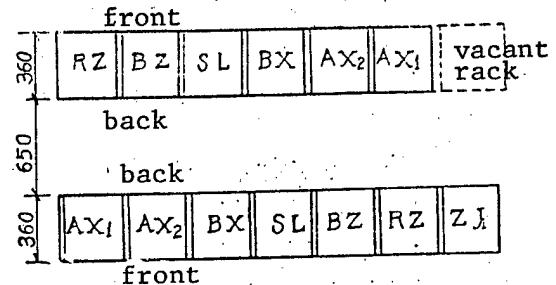 front
360 RZ BZ SL BX AX2 AX1 vacant
rack
back
650
back
360 AX1 AX2 BX SL BZ RZ ZJ1
front